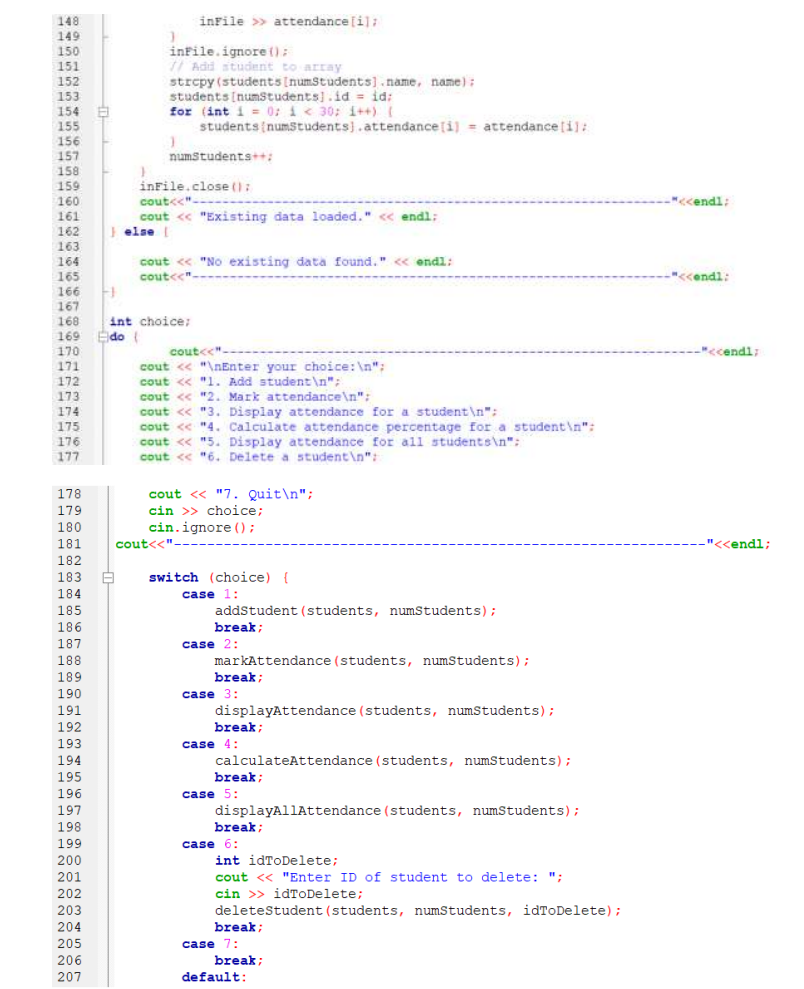 148 inFile >> attendance[i];
149 }
150 inFile.ignore();
151 // Add student to array
152 strcpy(students[numStudents].name, name);
153 students[numStudents].id = id;
154 for (int i = 0; i < 30; i++) {
155 students[numStudents].attendance[i] = attendance[i];
156 }
157 numStudents++;
158 }
159 inFile.close();
160 cout<<"----------------------------------------------------------------"<<endl;
161 cout << "Existing data loaded." << endl;
162 } else {
163
164 cout << "No existing data found." << endl;
165 cout<<"----------------------------------------------------------------"<<endl;
166 }
167
168 int choice;
169 do {
170 cout<<"----------------------------------------------------------------"<<endl;
171 cout << "\nEnter your choice:\n";
172 cout << "1. Add student\n";
173 cout << "2. Mark attendance\n";
174 cout << "3. Display attendance for a student\n";
175 cout << "4. Calculate attendance percentage for a student\n";
176 cout << "5. Display attendance for all students\n";
177 cout << "6. Delete a student\n";
178 cout << "7. Quit\n";
179 cin >> choice;
180 cin.ignore();
181 cout<<"----------------------------------------------------------------"<<endl;
182
183 switch (choice) {
184 case 1:
185 addStudent(students, numStudents);
186 break;
187 case 2:
188 markAttendance(students, numStudents);
189 break;
190 case 3:
191 displayAttendance(students, numStudents);
192 break;
193 case 4:
194 calculateAttendance(students, numStudents);
195 break;
196 case 5:
197 displayAllAttendance(students, numStudents);
198 break;
199 case 6:
200 int idToDelete;
201 cout << "Enter ID of student to delete: ";
202 cin >> idToDelete;
203 deleteStudent(students, numStudents, idToDelete);
204 break;
205 case 7:
206 break;
207 default: